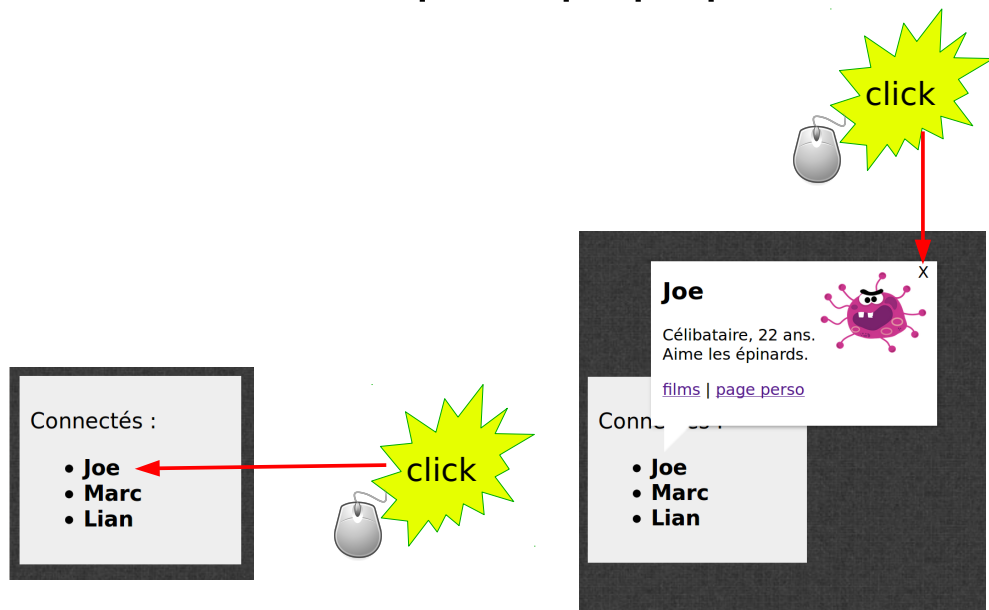 click
X
Joe
Célibataire, 22 ans.
Aime les épinards.
films | page perso
Connectés :
Joe
Marc
Lian
click
Joe
Marc
Lian